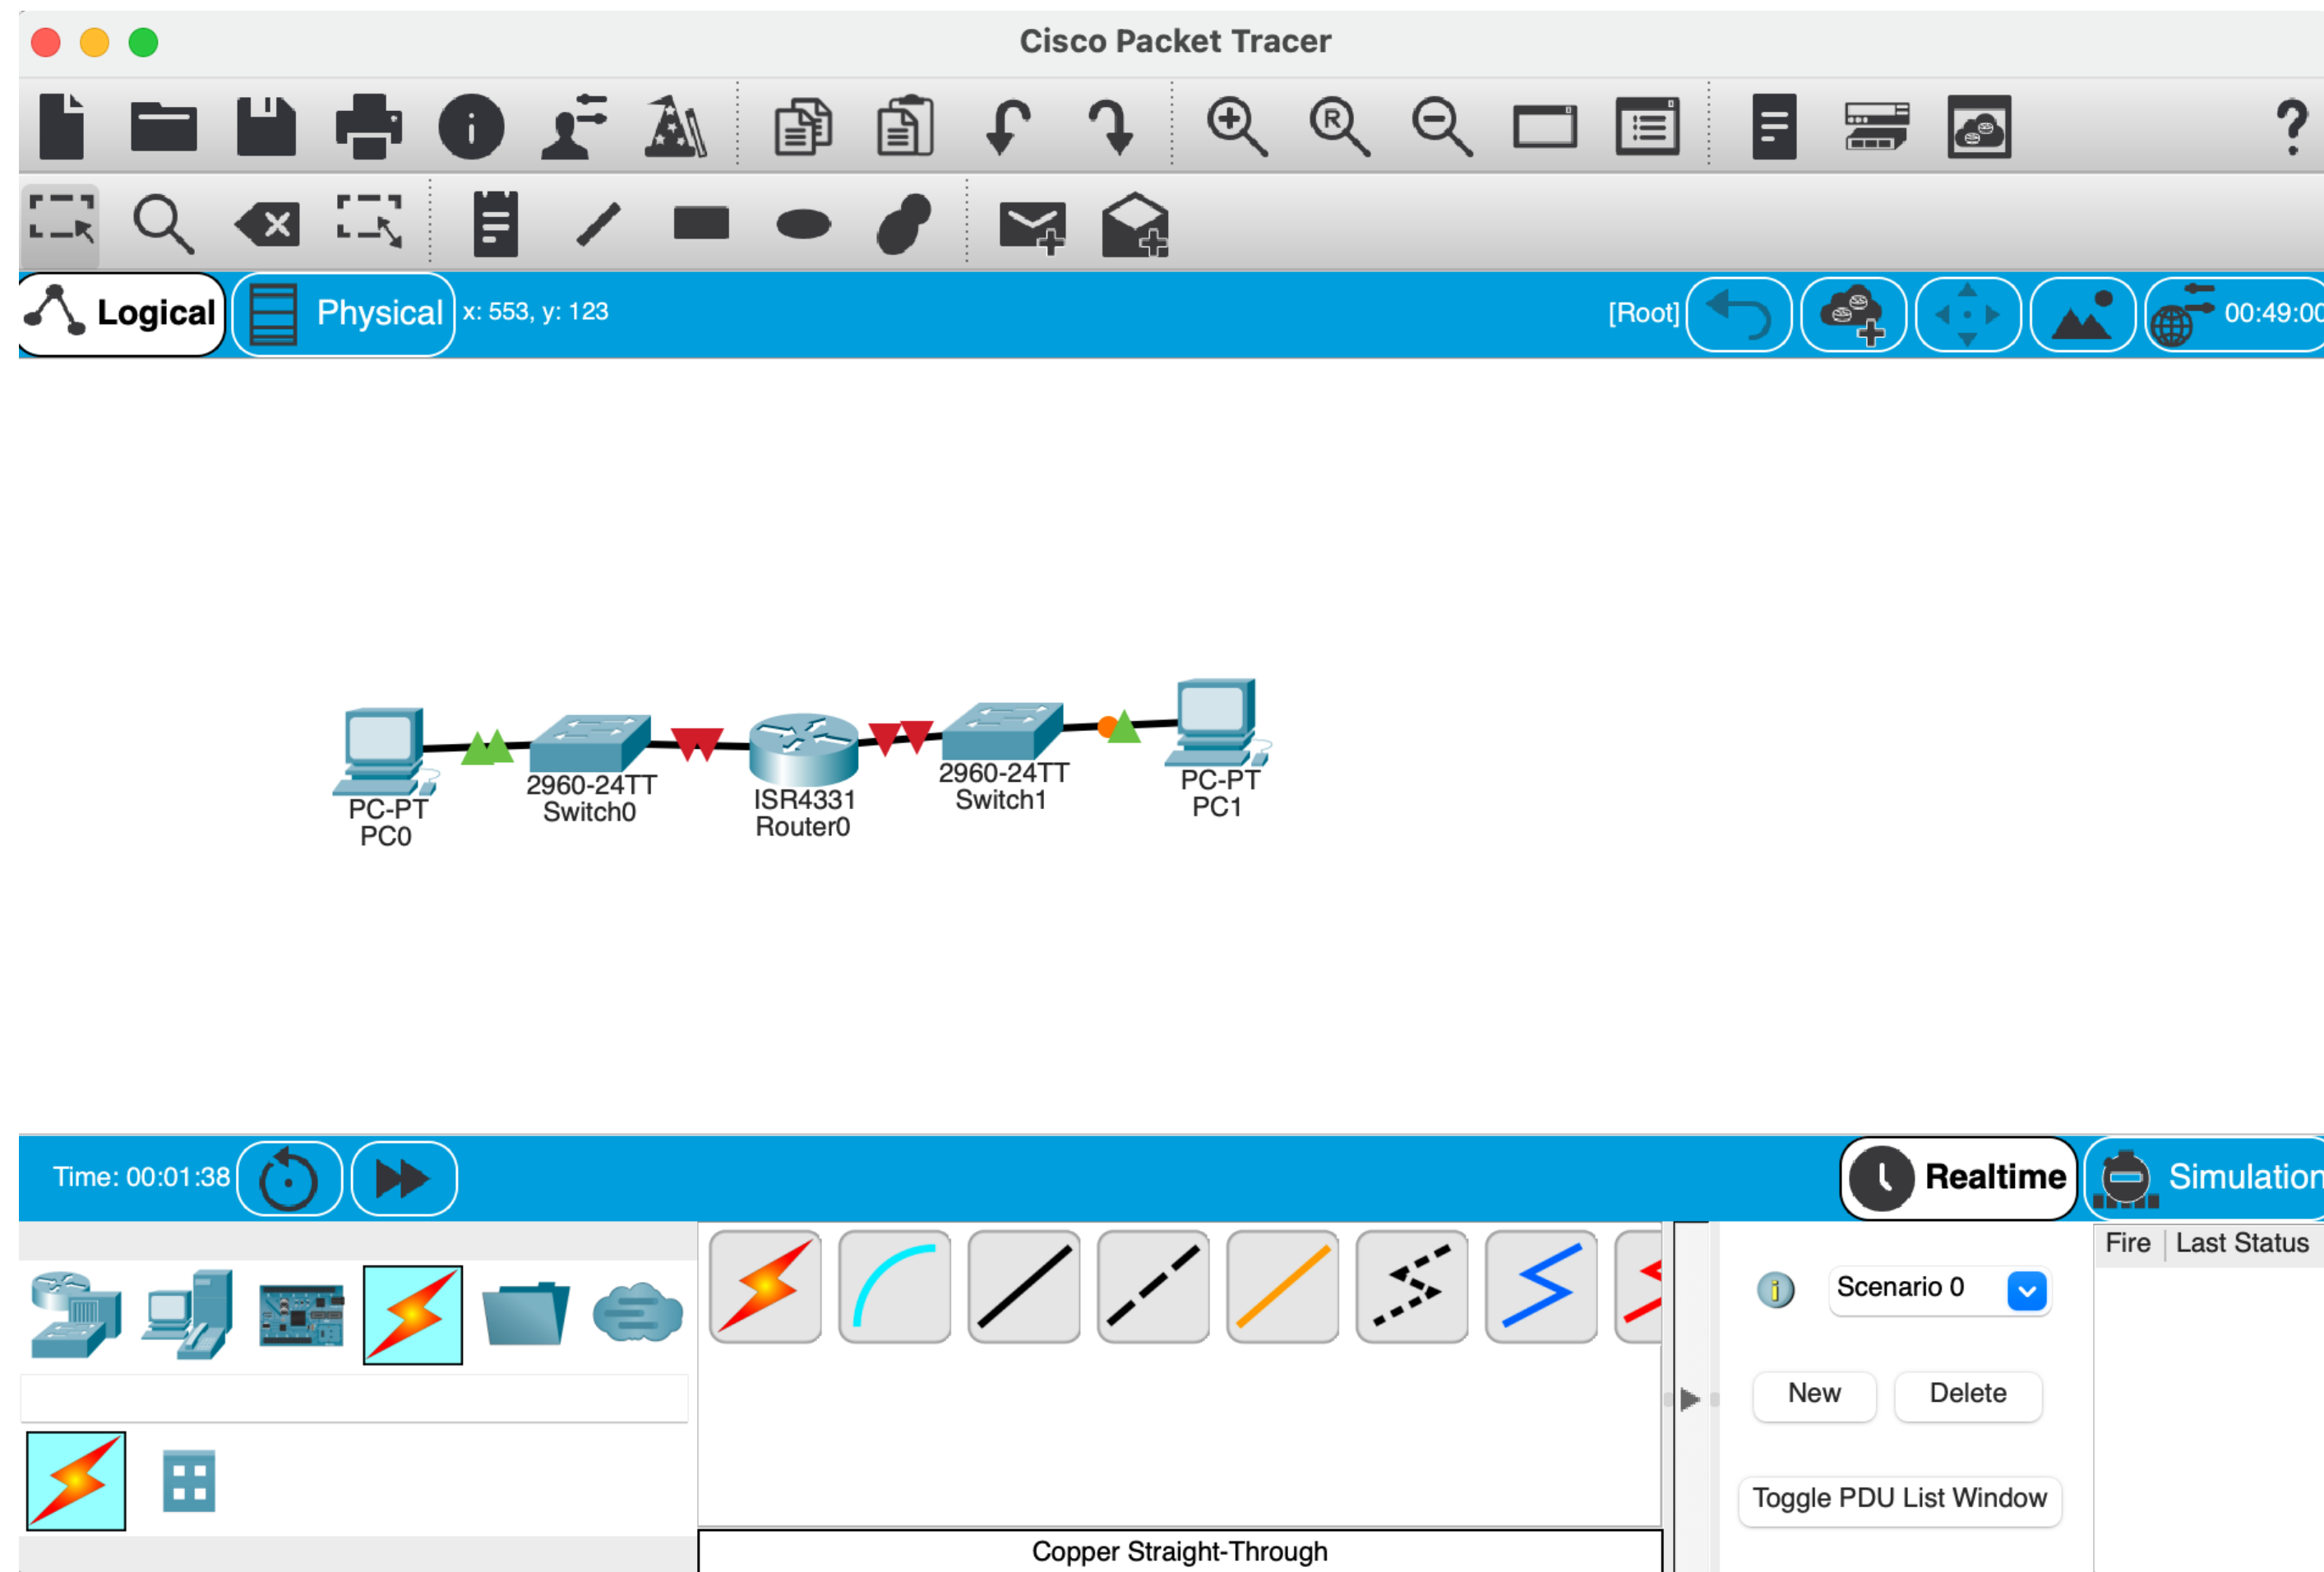 Cisco Packet Tracer
Logical
Physical
x: 553, y: 123
[Root]
00:49:00
PC-PT
PC0
2960-24TT
Switch0
ISR4331
Router0
2960-24TT
Switch1
PC-PT
PC1
Time: 00:01:38
Realtime
Simulation
Fire
Last Status
Scenario 0
New
Delete
Toggle PDU List Window
Copper Straight-Through